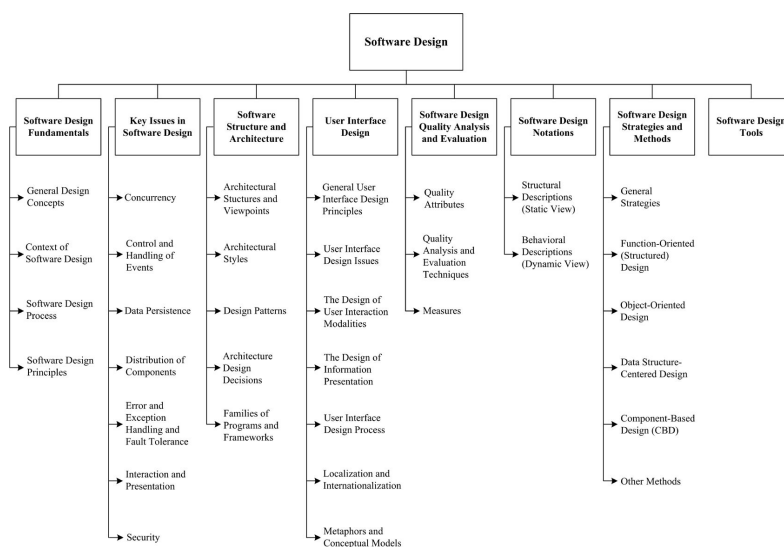 Software Design
Software Design
Fundamentals
General Design
Concepts
Context of
Software Design
Software Design
Process
Software Design
Principles
Key Issues in
Software Design
Concurrency
Control and
Handling of
Events
Data Persistence
Distribution of
Components
Error and
Exception
Handling and
Fault Tolerance
Interaction and
Presentation
Security
Software
Structure and
Architecture
Architectural
Stuctures and
Viewpoints
Architectural
Styles
Design Patterns
Architecture
Design
Decisions
Families of
Programs and
Frameworks
User Interface
Design
General User
Interface Design
Principles
User Interface
Design Issues
The Design of
User Interaction
Modalities
The Design of
Information
Presentation
User Interface
Design Process
Localization and
Internationalization
Metaphors and
Conceptual Models
Software Design
Quality Analysis
and Evaluation
Quality
Attributes
Quality
Analysis and
Evaluation
Techniques
Measures
Software Design
Notations
Structural
Descriptions
(Static View)
Behavioral
Descriptions
(Dynamic View)
Software Design
Strategies and
Methods
General
Strategies
Function-Oriented
(Structured)
Design
Object-Oriented
Design
Data Structure-
Centered Design
Component-Based
Design (CBD)
Other Methods
Software Design
Tools